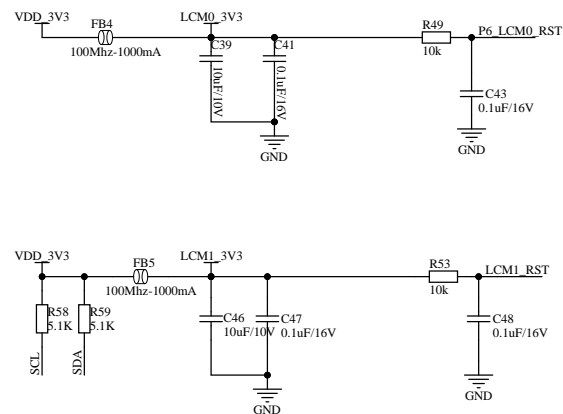 VDD_3V3
FB4
100Mhz-1000mA
LCM0_3V3
C39
10uF/10V
C41
0.1uF/16V
GND
R49
10k
P6_LCM0_RST
C43
0.1uF/16V
GND
VDD_3V3
R58
5.1K
SCL
R59
5.1K
SDA
FB5
100Mhz-1000mA
LCM1_3V3
C46
10uF/10V
C47
0.1uF/16V
GND
R53
10k
LCM1_RST
C48
0.1uF/16V
GND